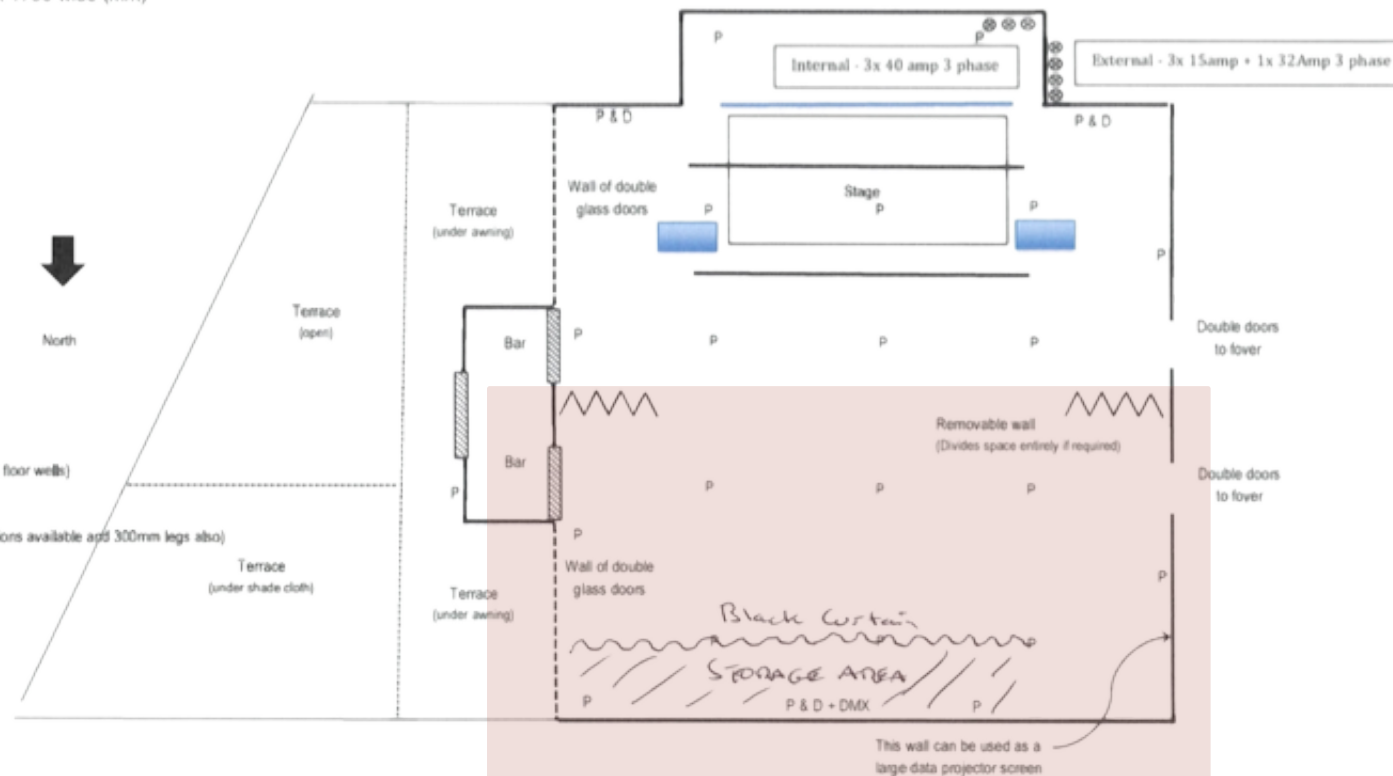 P
P
Internal - 3x 40 amp 3 phase
External - 3x 15amp + 1x 32Amp 3 phase
P & D
P & D
Wall of double
glass doors
Stage
P
P
P
Terrace
(under awning)
P
Terrace
(open)
North
Bar
P
P
P
P
Double doors
to fover
Removable wall
(Divides space entirely if required)
Bar
P
P
P
P
Double doors
to fover
floor wells)
P
ons available and 300mm legs also)
Wall of double
glass doors
P
Terrace
(under shade cloth)
Terrace
(under awning)
Black Curtain
P
P
P
STORAGE AREA
P
P & D + DMX
P
This wall can be used as a
large data projector screen